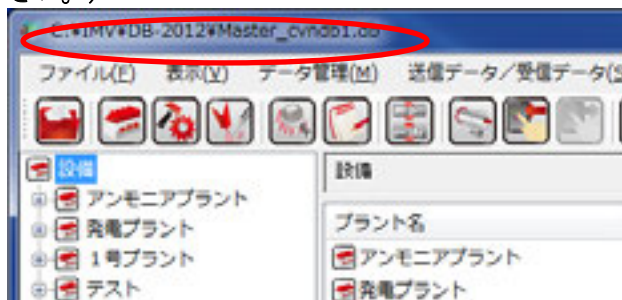 さい。)
C:¥IMV¥DB-2012¥Master_cvndb1.db
ファイル(F) 表示(V) データ管理(M) 送信データ/受信データ(S
設備
設備
アンモニアプラント
発電プラント
1号プラント
テスト
プラント名
アンモニアプラント
発電プラント